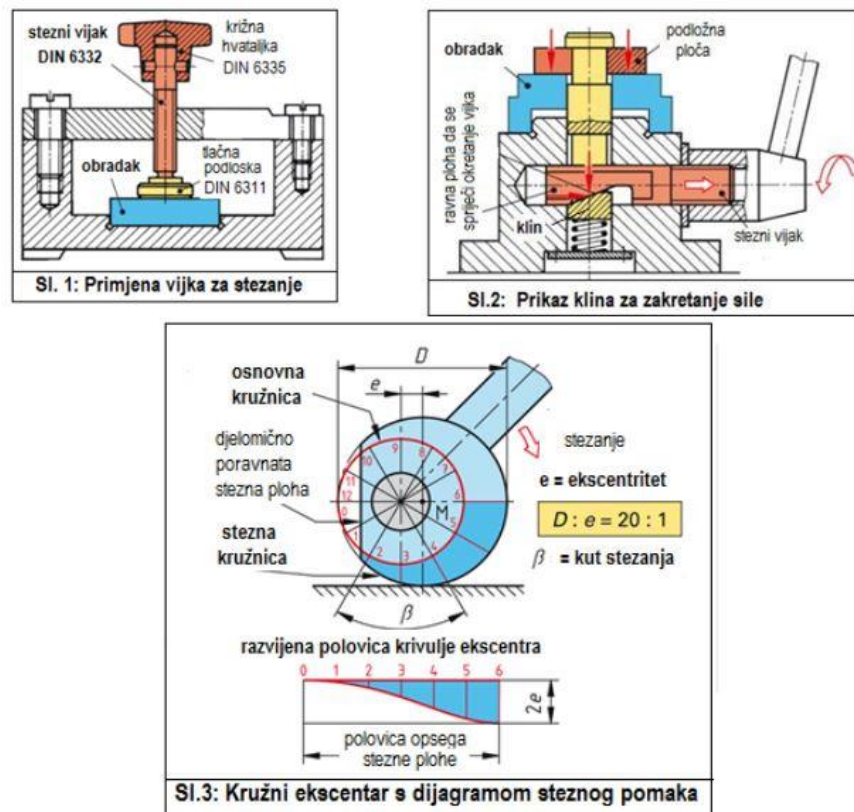 stezni vijak
DIN 6332
križna
hvataljka
DIN 6335
obradak
tlačna
podloska
DIN 6311
Sl. 1: Primjena vijka za stezanje
obradak
podložna
ploča
ravna ploha da se
spriječi okretanje vijka
klin
stezni vijak
Sl.2: Prikaz klina za zakretanje sile
D
e
osnovna
kružnica
djelomično
poravnata
stezna ploha
stezna
kružnica
0
1
2
3
4
5
6
7
8
9
10
11
12
M
β
stezanje
e = ekscentritet
D : e = 20 : 1
β = kut stezanja
razvijena polovica krivulje ekscentra
0 1 2 3 4 5 6
2e
polovica opsega
stezne plohe
Sl.3: Kružni ekscentar s dijagramom steznog pomaka